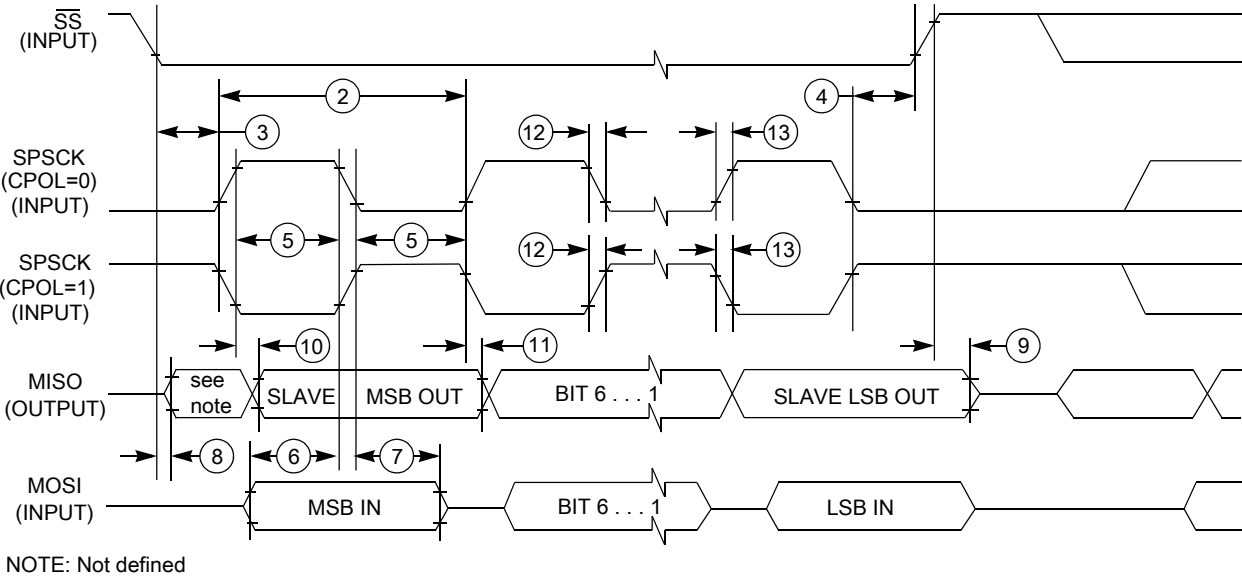 SS
(INPUT)
2
4
3
12
13
SPSCK
(CPOL=0)
(INPUT)
5
5
12
13
SPSCK
(CPOL=1)
(INPUT)
10
11
9
MISO
(OUTPUT)
see
note
SLAVE
MSB OUT
BIT 6 . . . 1
SLAVE LSB OUT
8
6
7
MOSI
(INPUT)
MSB IN
BIT 6 . . . 1
LSB IN
NOTE: Not defined